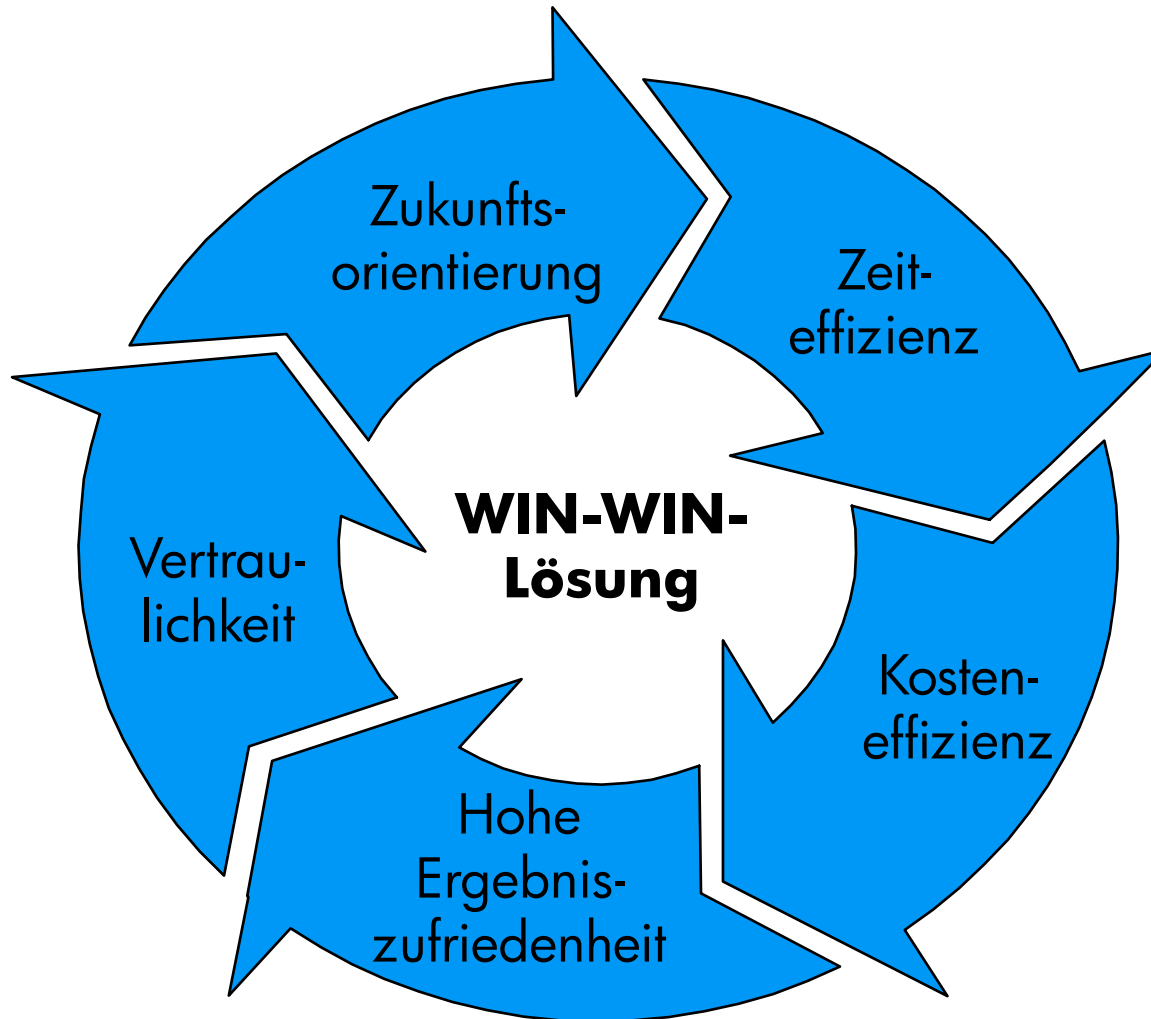 Zukunfts-
orientierung
Zeit-
effizienz
WIN-WIN-
Lösung
Vertrau-
lichkeit
Kosten-
effizienz
Hohe
Ergebnis-
zufriedenheit